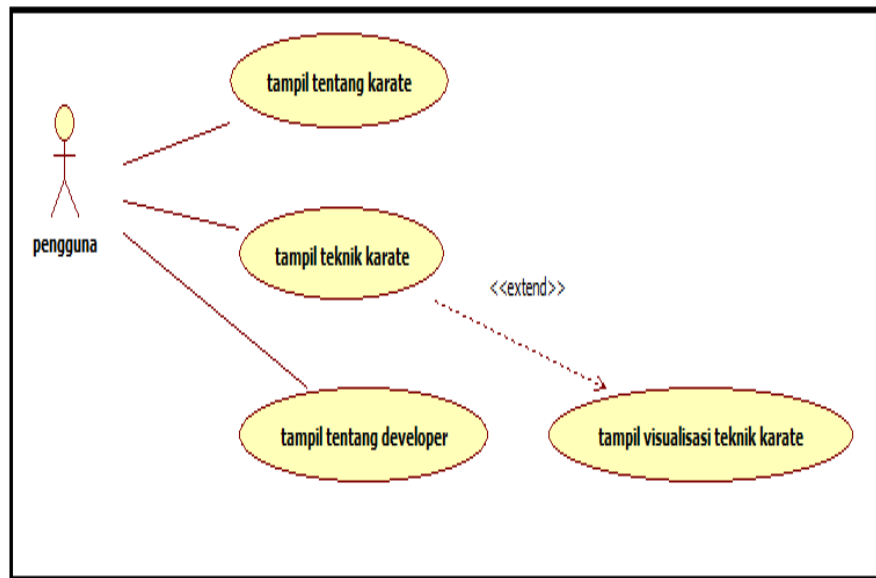 tampil tentang karate
pengguna
tampil teknik karate
<<extend>>
tampil tentang developer
tampil visualisasi teknik karate